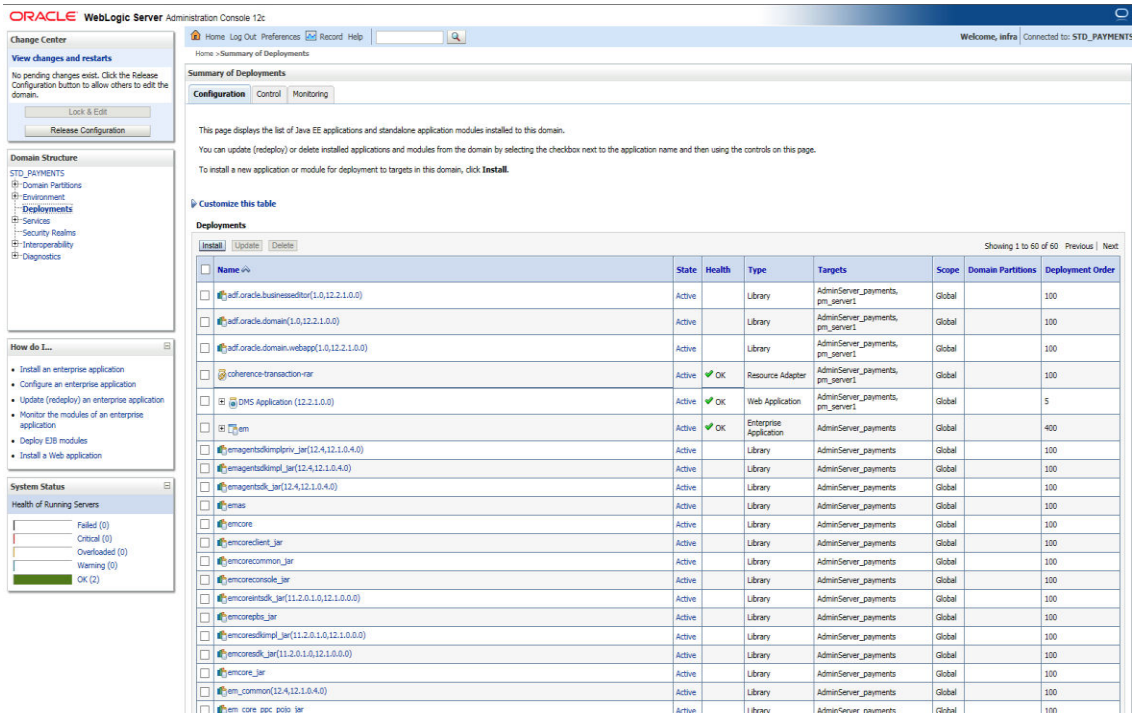 ORACLE WebLogic Server Administration Console 12c
Change Center
View changes and restarts
No pending changes exist. Click the Release
Configuration button to allow others to edit the
domain.
Lock & Edit
Release Configuration
Domain Structure
STD_PAYMENTS
Domain Partitions
Environment
Deployments
Services
Security Realms
Interoperability
Diagnostics
How do I...
Install an enterprise application
Configure an enterprise application
Update (redeploy) an enterprise application
Monitor the modules of an enterprise
application
Deploy EJB modules
Install a Web application
System Status
Health of Running Servers
Failed (0)
Critical (0)
Overloaded (0)
Warning (0)
OK (2)
Home Log Out Preferences Record Help
Welcome, infra Connected to: STD_PAYMENTS
Home >Summary of Deployments
Summary of Deployments
Configuration Control Monitoring
This page displays the list of Java EE applications and standalone application modules installed to this domain.
You can update (redeploy) or delete installed applications and modules from the domain by selecting the checkbox next to the application name and then using the controls on this page.
To install a new application or module for deployment to targets in this domain, click Install.
Customize this table
Deployments
Install Update Delete Showing 1 to 60 of 60 Previous | Next
Name State Health Type Targets Scope Domain Partitions Deployment Order
adf.oracle.businesseditor(1.0,12.2.1.0.0) Active Library AdminServer_payments, pm_server1 Global 100
adf.oracle.domain(1.0,12.2.1.0.0) Active Library AdminServer_payments, pm_server1 Global 100
adf.oracle.domain.webapp(1.0,12.2.1.0.0) Active Library AdminServer_payments, pm_server1 Global 100
coherence-transaction-rar Active OK Resource Adapter AdminServer_payments, pm_server1 Global 100
DMS Application (12.2.1.0.0) Active OK Web Application AdminServer_payments, pm_server1 Global 5
em Active OK Enterprise Application AdminServer_payments Global 400
emagentsdkimplpriv_jar(12.4,12.1.0.4.0) Active Library AdminServer_payments Global 100
emagentsdkimpl_jar(12.4,12.1.0.4.0) Active Library AdminServer_payments Global 100
emagentsdk_jar(12.4,12.1.0.4.0) Active Library AdminServer_payments Global 100
emas Active Library AdminServer_payments Global 100
emcore Active Library AdminServer_payments Global 100
emcoreclient_jar Active Library AdminServer_payments Global 100
emcorecommon_jar Active Library AdminServer_payments Global 100
emcoreconsole_jar Active Library AdminServer_payments Global 100
emcoreintsdk_jar(11.2.0.1.0,12.1.0.0.0) Active Library AdminServer_payments Global 100
emcorepbs_jar Active Library AdminServer_payments Global 100
emcoresdkimpl_jar(11.2.0.1.0,12.1.0.0.0) Active Library AdminServer_payments Global 100
emcoresdk_jar(11.2.0.1.0,12.1.0.0.0) Active Library AdminServer_payments Global 100
emcore_jar Active Library AdminServer_payments Global 100
em_common(12.4,12.1.0.4.0) Active Library AdminServer_payments Global 100
em_core_ppc_pojo_jar Active Library AdminServer_payments Global 100